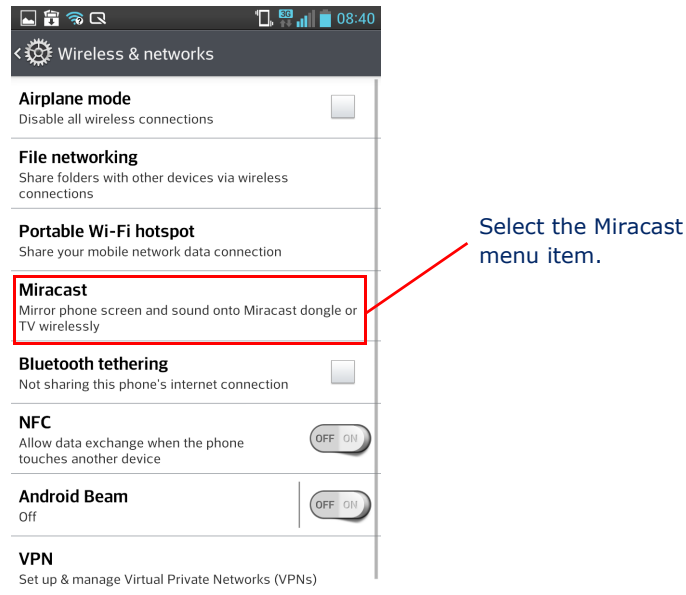 3G 08:40
Wireless & networks
Airplane mode
Disable all wireless connections
File networking
Share folders with other devices via wireless
connections
Portable Wi-Fi hotspot
Share your mobile network data connection
Miracast
Mirror phone screen and sound onto Miracast dongle or
TV wirelessly
Select the Miracast
menu item.
Bluetooth tethering
Not sharing this phone's internet connection
NFC
Allow data exchange when the phone
touches another device
OFF ON
Android Beam
Off
OFF ON
VPN
Set up & manage Virtual Private Networks (VPNs)